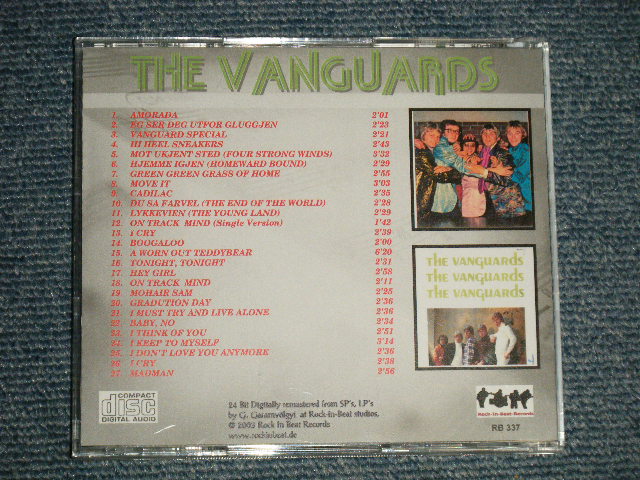 THE VANGUARDS
1. AMORADA 2'01
2. EG SER DEG UTFOR GLUGGJEN 2'23
3. VANGUARD SPECIAL 2'21
4. HI HEEL SNEAKERS 2'43
5. MOT UKJENT STED (FOUR STRONG WINDS) 3'32
6. HJEMME IGJEN (HOMEWARD BOUND) 2'29
7. GREEN GREEN GRASS OF HOME 2'55
8. MOVE IT 3'03
9. CADILAC 2'35
10. DU SA FARVEL (THE END OF THE WORLD) 2'28
11. LYKKEVIEN (THE YOUNG LAND) 2'29
12. ON TRACK MIND (Single Version) 1'42
13. I CRY 2'39
14. BOOGALOO 2'00
15. A WORN OUT TEDDYBEAR 6'20
16. TONIGHT, TONIGHT 2'31
17. HEY GIRL 2'58
18. ON TRACK MIND 2'11
19. MOHAIR SAM 2'25
20. GRADUTION DAY 2'36
21. I MUST TRY AND LIVE ALONE 2'36
22. BABY, NO 2'34
23. I THINK OF YOU 2'51
24. I KEEP TO MYSELF 3'14
25. I DON'T LOVE YOU ANYMORE 2'36
26. I CRY 2'38
27. MADMAN 2'56
THE VANGUARDS
THE VANGUARDS
THE VANGUARDS
COMPACT
disc
DIGITAL AUDIO
24 Bit Digitally remastered from SP's, LP's
by G. Garamvölgyi at Rock-in-Beat studios.
© 2003 Rock In Beat Records
www.rockinbeat.de
Rock-In-Beat-Records
RB 337